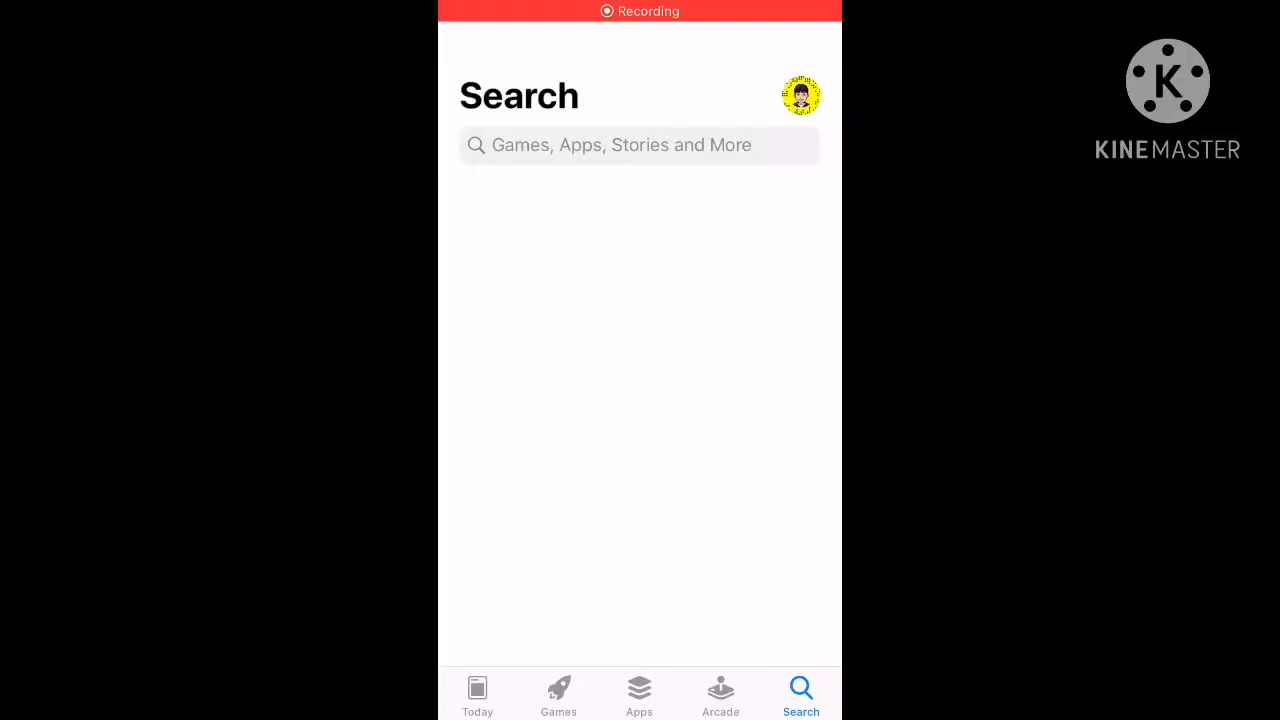 Recording
K
KINEMASTER
Search
Games, Apps, Stories and More
Today
Games
Apps
Arcade
Search